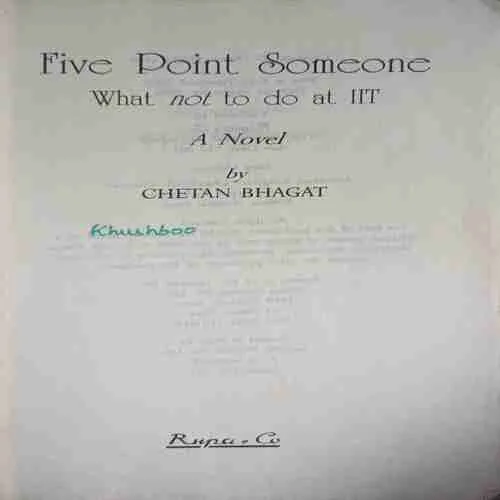 Five Point Someone
What not to do at IIT
A Novel
by
CHETAN BHAGAT
Khushboo
Rupa • Co